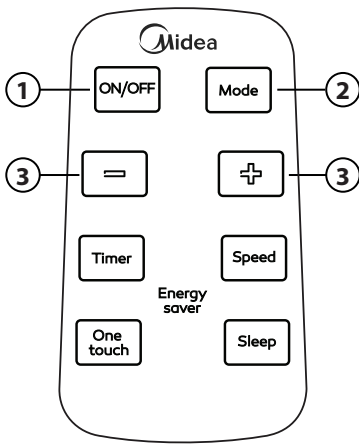 Midea
1
ON/OFF
Mode
2
3
−
+
3
Timer
Speed
Energy
saver
One
touch
Sleep